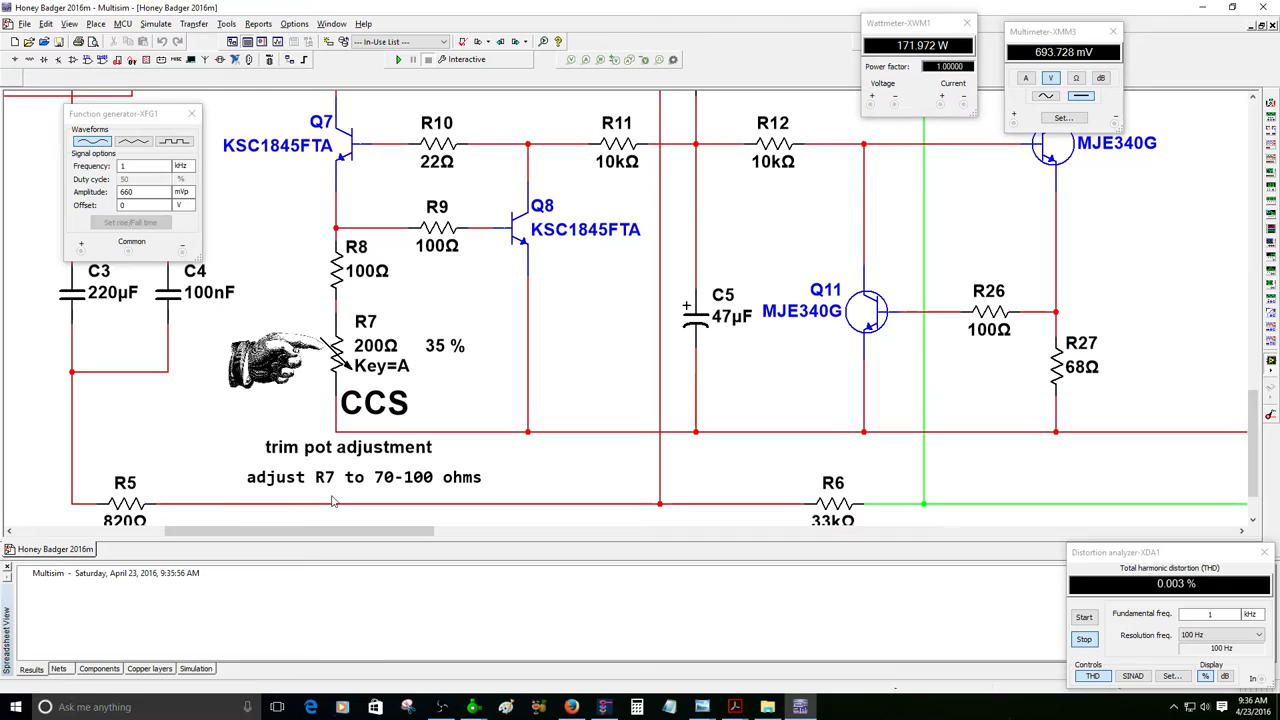 Honey Badger 2016m - Multisim - [Honey Badger 2016m]
File Edit View Place MCU Simulate Transfer Tools Reports Options Window Help
--- In-Use List ---
Interactive
Function generator-XFG1
Waveforms
Signal options
Frequency: 1 kHz
Duty cycle: 50 %
Amplitude: 660 mVp
Offset: 0 V
Set rise/Fall time
+ Common −
Wattmeter-XWM1
171.972 W
Power factor: 1.00000
Voltage Current
+ − + −
Multimeter-XMM3
693.728 mV
A V Ω dB
Set...
+ −
Q7
KSC1845FTA
R10
22Ω
R11
10kΩ
R12
10kΩ
MJE340G
R9
100Ω
Q8
KSC1845FTA
R8
100Ω
C3
220µF
C4
100nF
R7
200Ω 35 %
Key=A
CCS
C5
+
47µF
Q11
MJE340G
R26
100Ω
R27
68Ω
trim pot adjustment
adjust R7 to 70-100 ohms
R5
820Ω
R6
33kΩ
Honey Badger 2016m
Multisim - Saturday, April 23, 2016, 9:35:56 AM
Spreadsheet View
Results Nets Components Copper layers Simulation
Distortion analyzer-XDA1
Total harmonic distortion (THD)
0.003 %
Start
Stop
Fundamental freq. 1 kHz
Resolution freq. 100 Hz
100 Hz
Controls
THD SINAD Set...
Display
% dB
In
Ask me anything
9:36 AM
4/23/2016